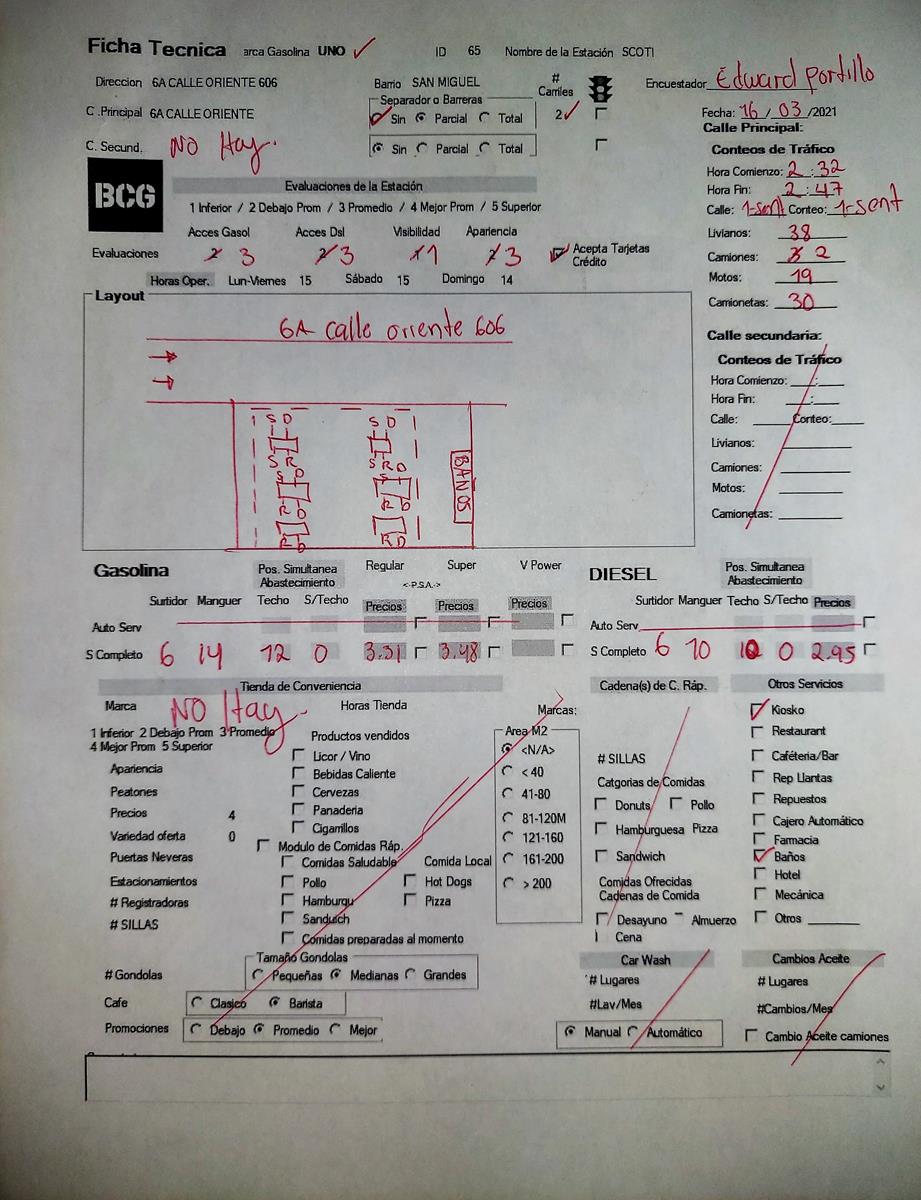 Ficha Tecnica arca Gasolina UNO ID 65 Nombre de la Estación SCOTI
Direccion 6A CALLE ORIENTE 606 Barrio SAN MIGUEL # Carriles Encuestador Edward Portillo
C .Principal 6A CALLE ORIENTE Separador o Barreras Sin Parcial Total 2 Fecha: 16 / 03 /2021
C. Secund. NO Hay. Sin Parcial Total
Calle Principal:
Conteos de Tráfico
Hora Comienzo: 2 : 32
Hora Fin: 2 : 47
Calle: 1-sent Conteo: 1-sent
Livianos: 38
Camiones: 2
Motos: 19
Camionetas: 30
BCG
Evaluaciones de la Estación
1 Inferior / 2 Debajo Prom / 3 Promedio / 4 Mejor Prom / 5 Superior
Acces Gasol Acces Dsl Visibilidad Apariencia
Evaluaciones 3 3 1 3 Acepta Tarjetas Crédito
Horas Oper. Lun-Viernes 15 Sábado 15 Domingo 14
Layout
6A calle oriente 606
S D S D
S R D S R D
R D R D
R D R D
BAÑOS
Calle secundaria:
Conteos de Tráfico
Hora Comienzo: __:__
Hora Fin: __:__
Calle: Conteo:
Livianos:
Camiones:
Motos:
Camionetas:
Gasolina Pos. Simultanea Abastecimiento Regular Super V Power
<-P.S.A.->
Surtidor Manguer Techo S/Techo Precios Precios Precios
Auto Serv
S Completo 6 14 12 0 3.31 3.48
DIESEL Pos. Simultanea Abastecimiento
Surtidor Manguer Techo S/Techo Precios
Auto Serv
S Completo 6 10 0 2.95
Tienda de Conveniencia
Marca NO Hay. Horas Tienda Marcas:
1 Inferior 2 Debajo Prom 3 Promedio
4 Mejor Prom 5 Superior
Apariencia
Peatones
Precios 4
Variedad oferta 0
Puertas Neveras
Estacionamientos
# Registradoras
# SILLAS
Productos vendidos
Licor / Vino
Bebidas Caliente
Cervezas
Panaderia
Cigarrillos
Modulo de Comidas Ráp.
Comidas Saludable Comida Local
Pollo Hot Dogs
Hamburgu Pizza
Sanduich
Comidas preparadas al momento
Area M2
<N/A>
< 40
41-80
81-120M
121-160
161-200
> 200
Tamaño Gondolas
# Gondolas Pequeñas Medianas Grandes
Cafe Clasico Barista
Promociones Debajo Promedio Mejor
Cadena(s) de C. Ráp.
# SILLAS
Catgorias de Comidas
Donuts Pollo
Hamburguesa Pizza
Sandwich
Comidas Ofrecidas
Cadenas de Comida
Desayuno Almuerzo
Cena
Otros Servicios
Kiosko
Restaurant
Caféteria/Bar
Rep Llantas
Repuestos
Cajero Automático
Farmacia
Baños
Hotel
Mecánica
Otros
Car Wash
# Lugares
#Lav/Mes
Manual Automático
Cambios Aceite
# Lugares
#Cambios/Mes
Cambio Aceite camiones